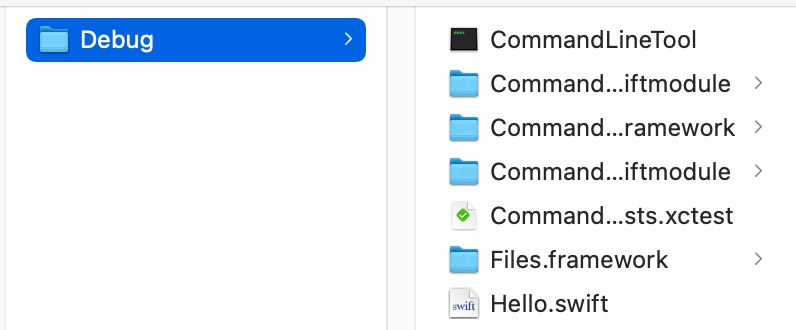 Debug
CommandLineTool
Command...iftmodule
Command...ramework
Command...iftmodule
Command...sts.xctest
Files.framework
swift Hello.swift